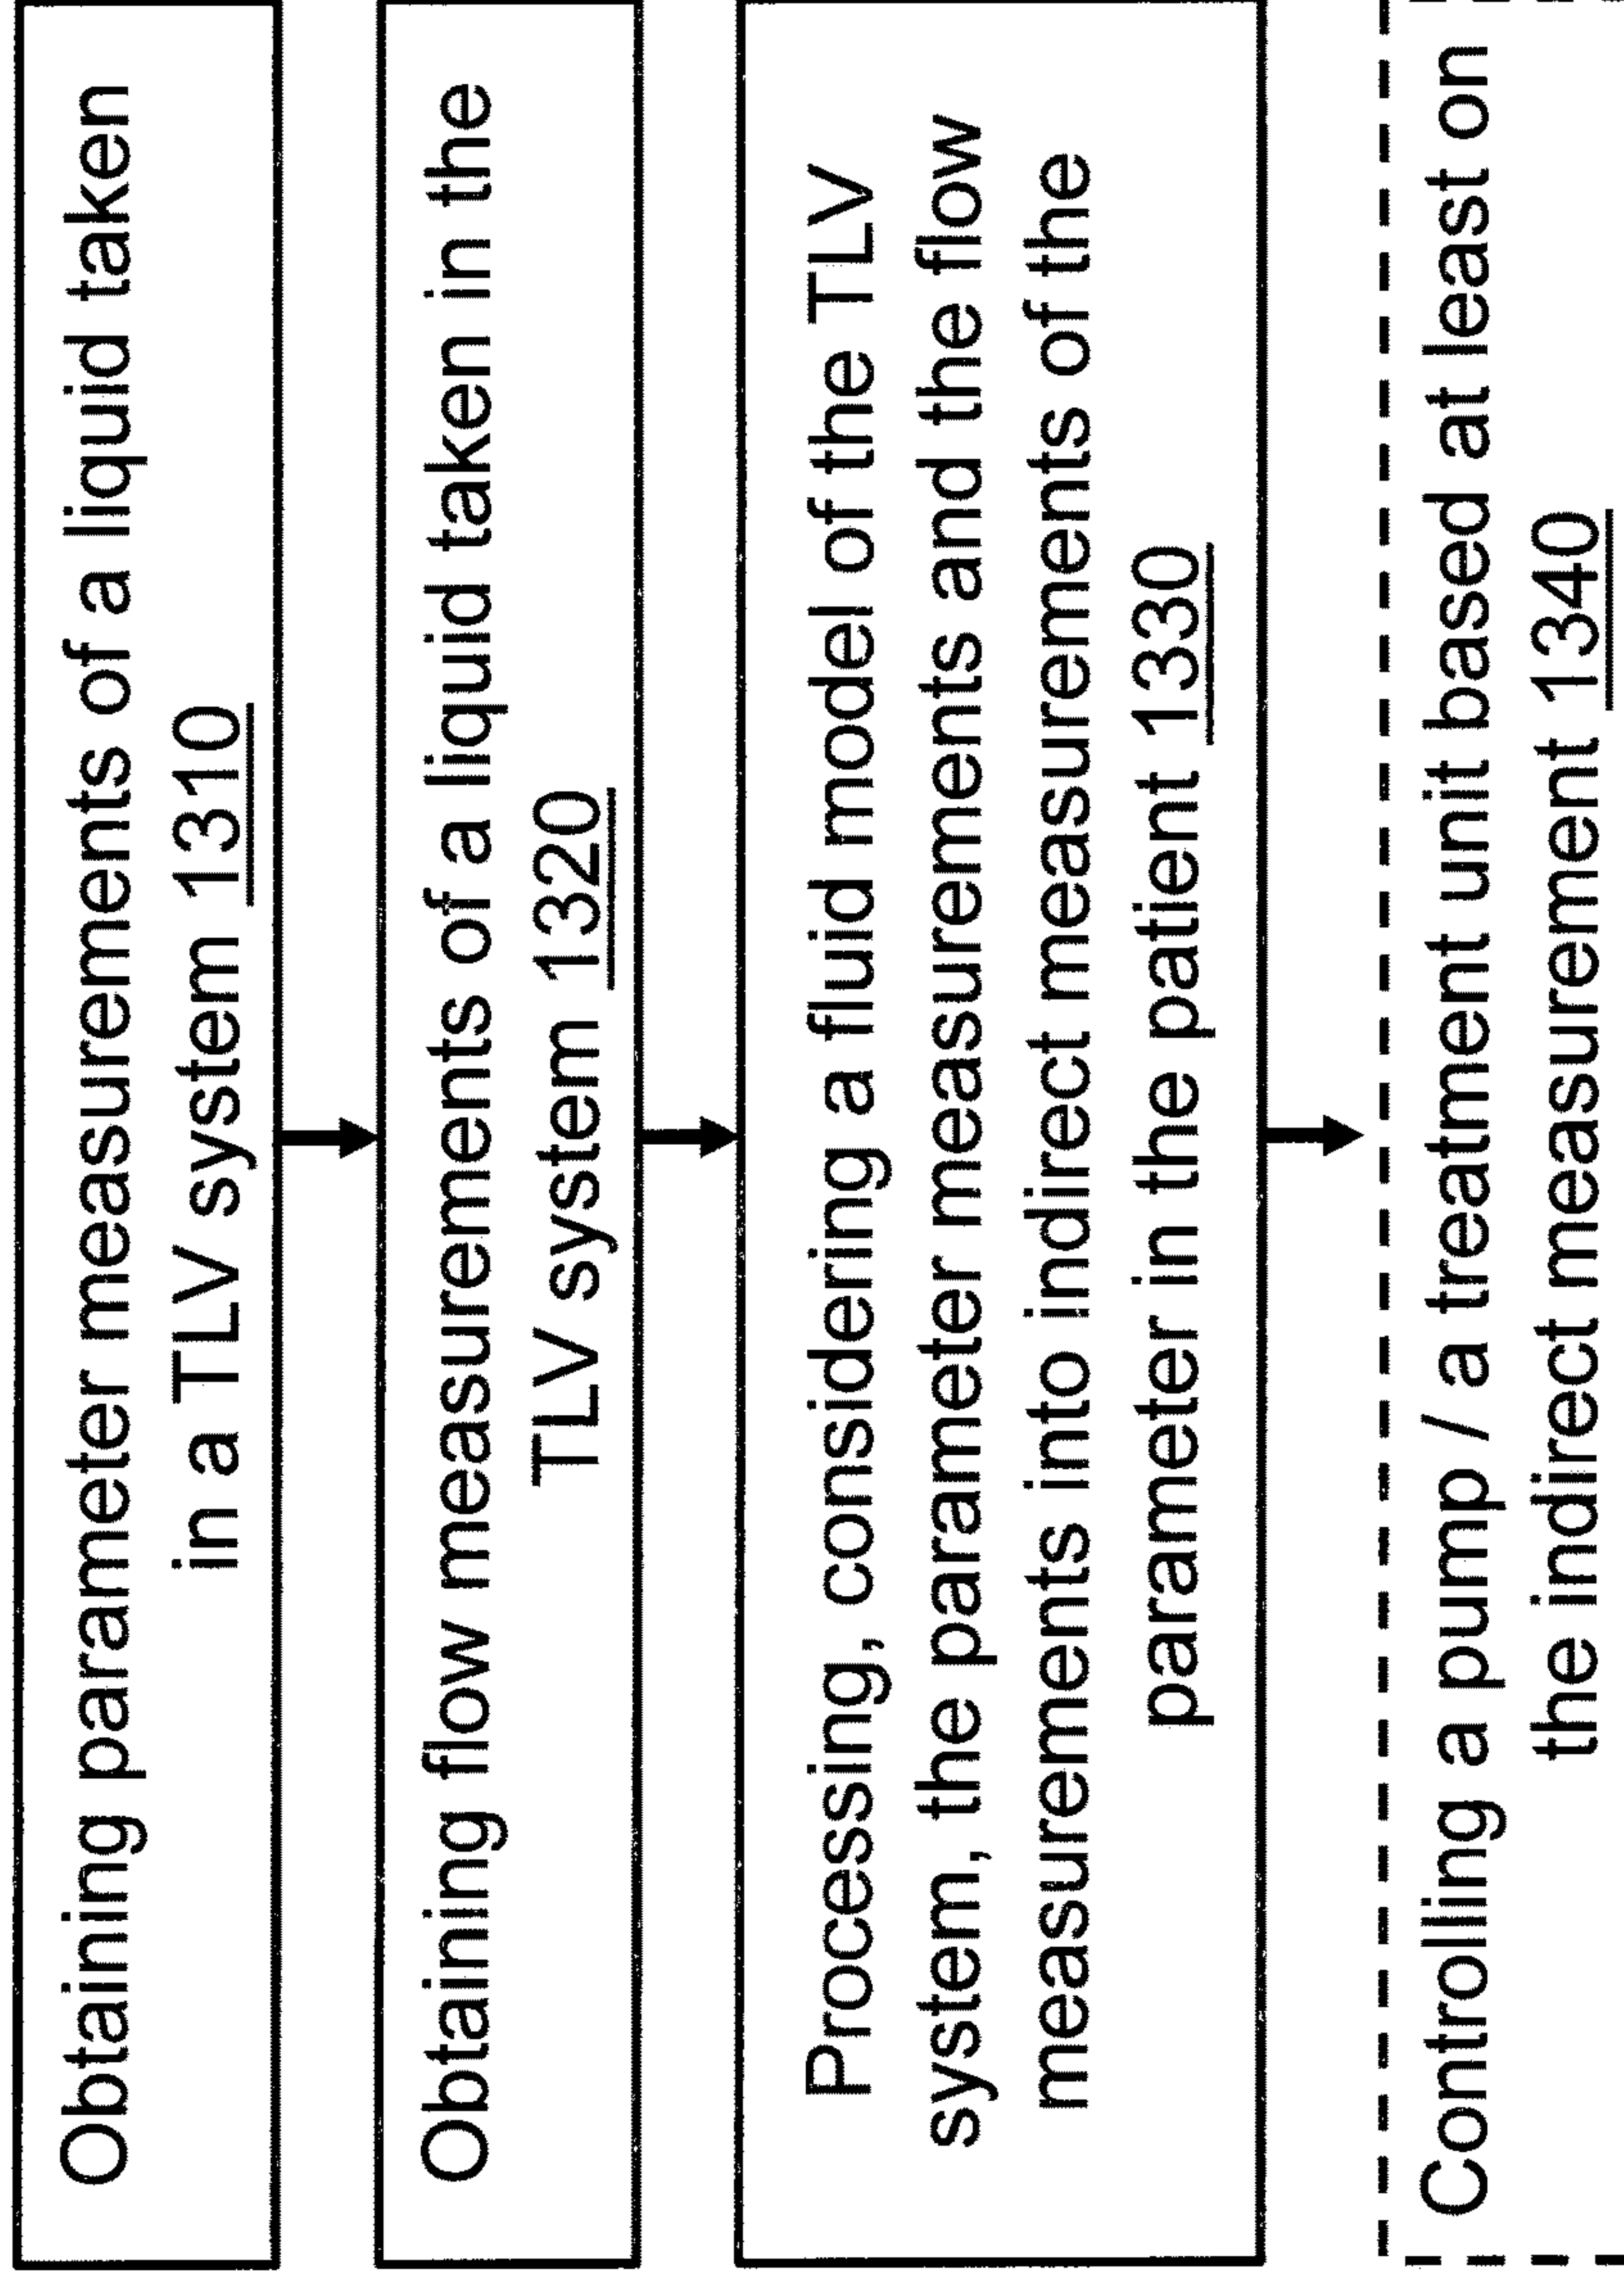 Obtaining parameter measurements of a liquid taken
in a TLV system 1310
Obtaining flow measurements of a liquid taken in the
TLV system 1320
Processing, considering a fluid model of the TLV
system, the parameter measurements and the flow
measurements into indirect measurements of the
parameter in the patient 1330
Controlling a pump / a treatment unit based at least on
the indirect measurement 1340